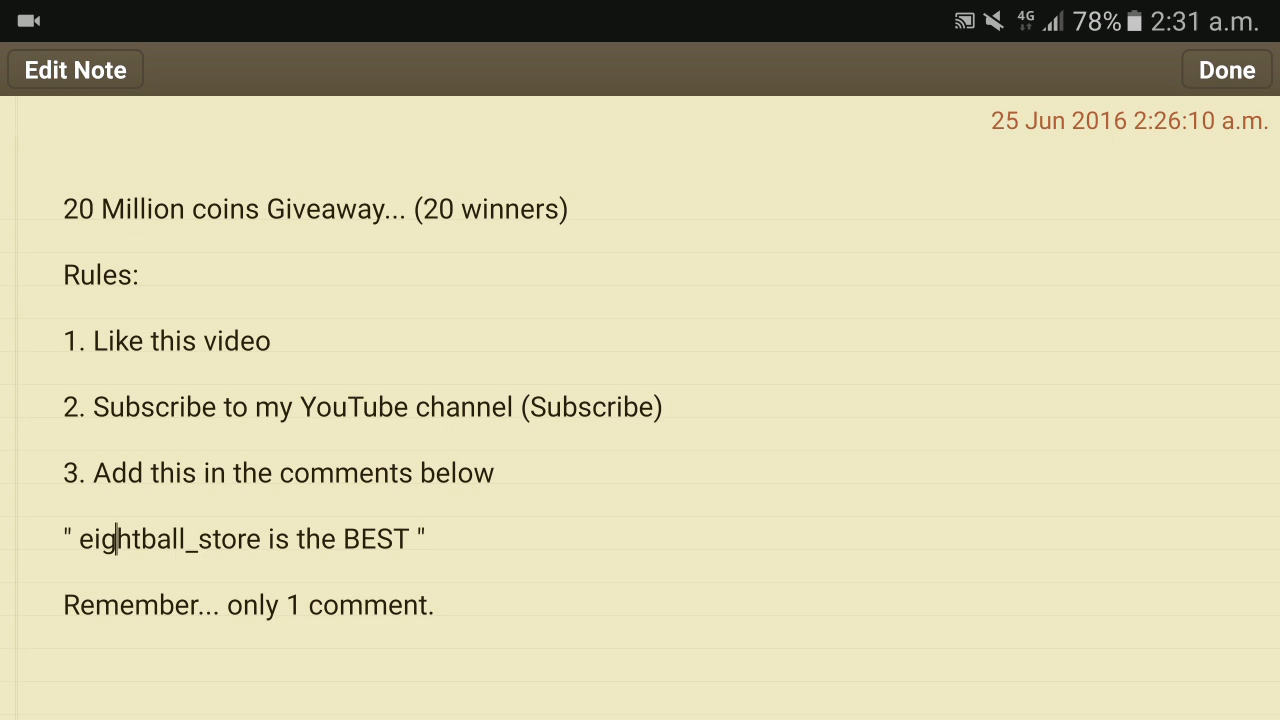 4G 78% 2:31 a.m.
Edit Note Done
25 Jun 2016 2:26:10 a.m.
20 Million coins Giveaway... (20 winners)
Rules:
1. Like this video
2. Subscribe to my YouTube channel (Subscribe)
3. Add this in the comments below
" eightball_store is the BEST "
Remember... only 1 comment.